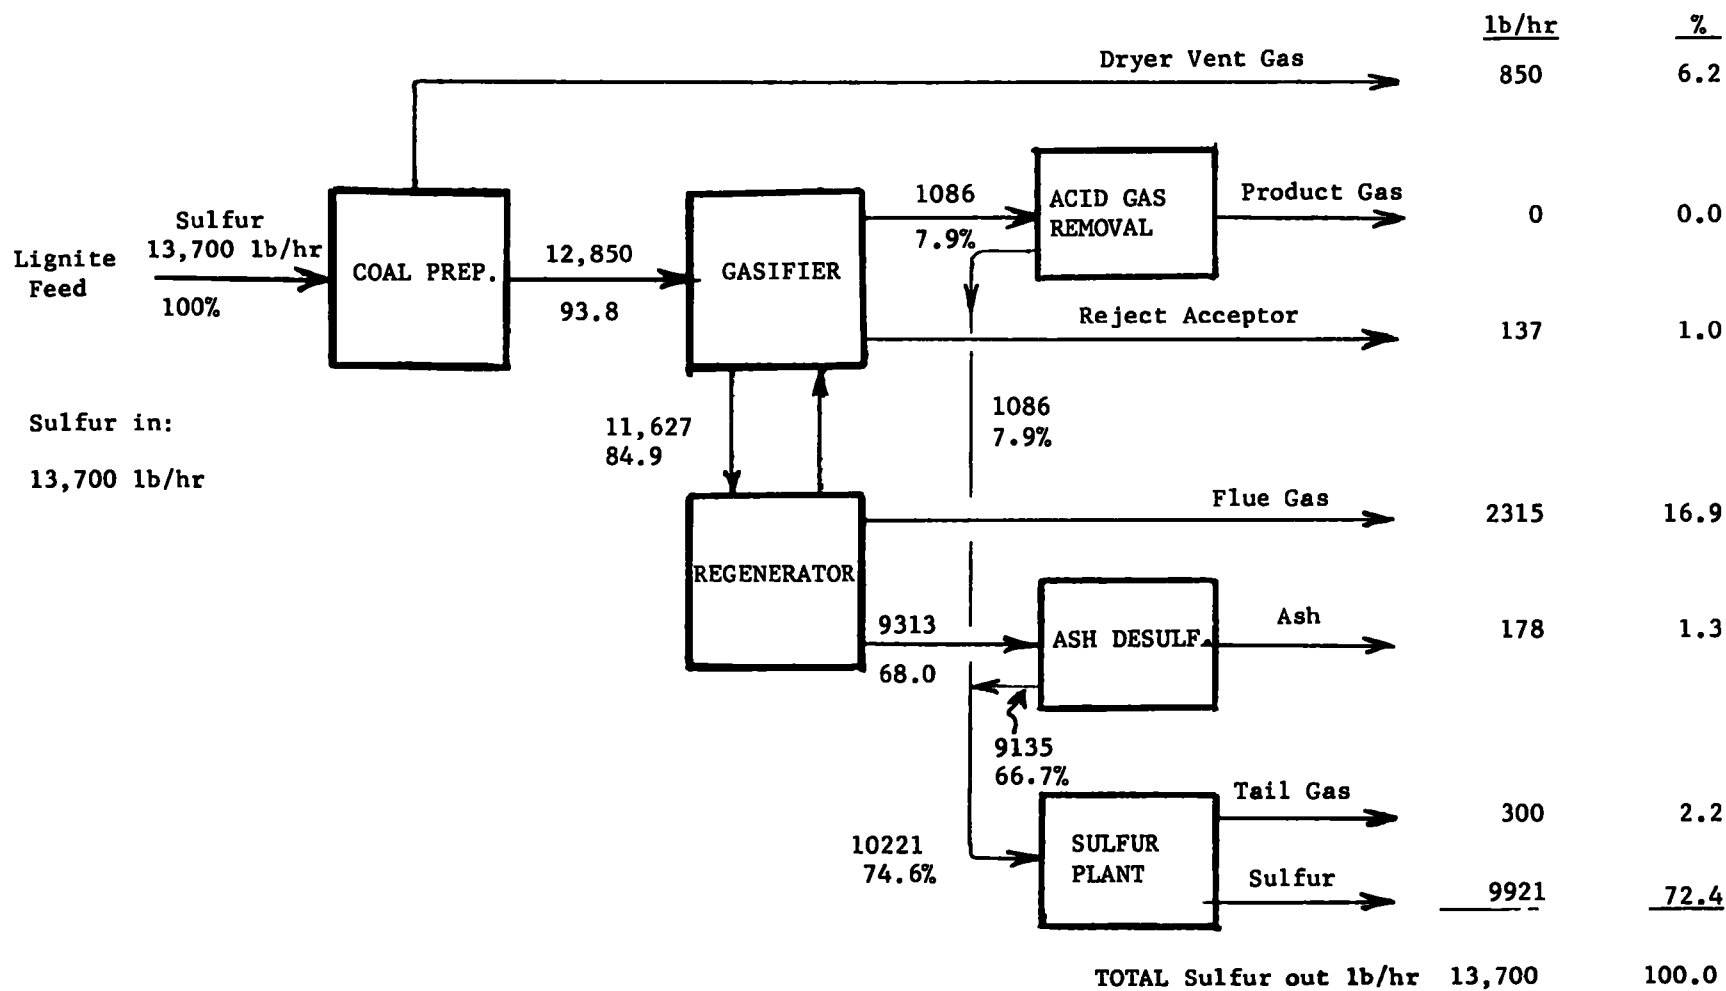 lb/hr %
Dryer Vent Gas 850 6.2
Sulfur
13,700 lb/hr
Lignite
Feed
100%
COAL PREP.
12,850
93.8
GASIFIER
1086
7.9%
ACID GAS
REMOVAL
Product Gas 0 0.0
Reject Acceptor 137 1.0
Sulfur in:
13,700 lb/hr
11,627
84.9
1086
7.9%
REGENERATOR
Flue Gas 2315 16.9
9313
68.0
ASH DESULF.
Ash 178 1.3
9135
66.7%
10221
74.6%
SULFUR
PLANT
Tail Gas 300 2.2
Sulfur 9921 72.4
TOTAL Sulfur out lb/hr 13,700 100.0